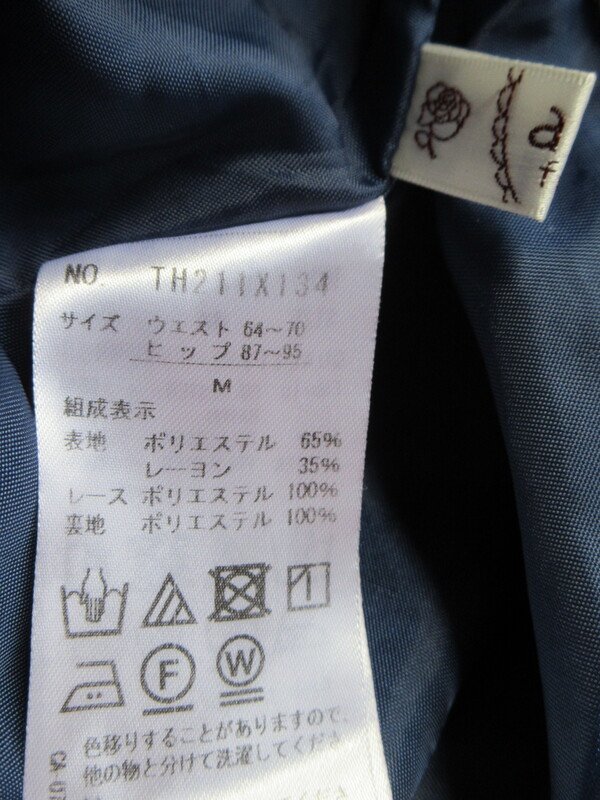 NO. TH211X134
サイズ ウエスト 64～70
ヒップ 87～95
M
組成表示
表地 ポリエステル 65%
レーヨン 35%
レース ポリエステル 100%
裏地 ポリエステル 100%
F
W
色移りすることがありますので、
他の物と分けて洗濯してくだ
a